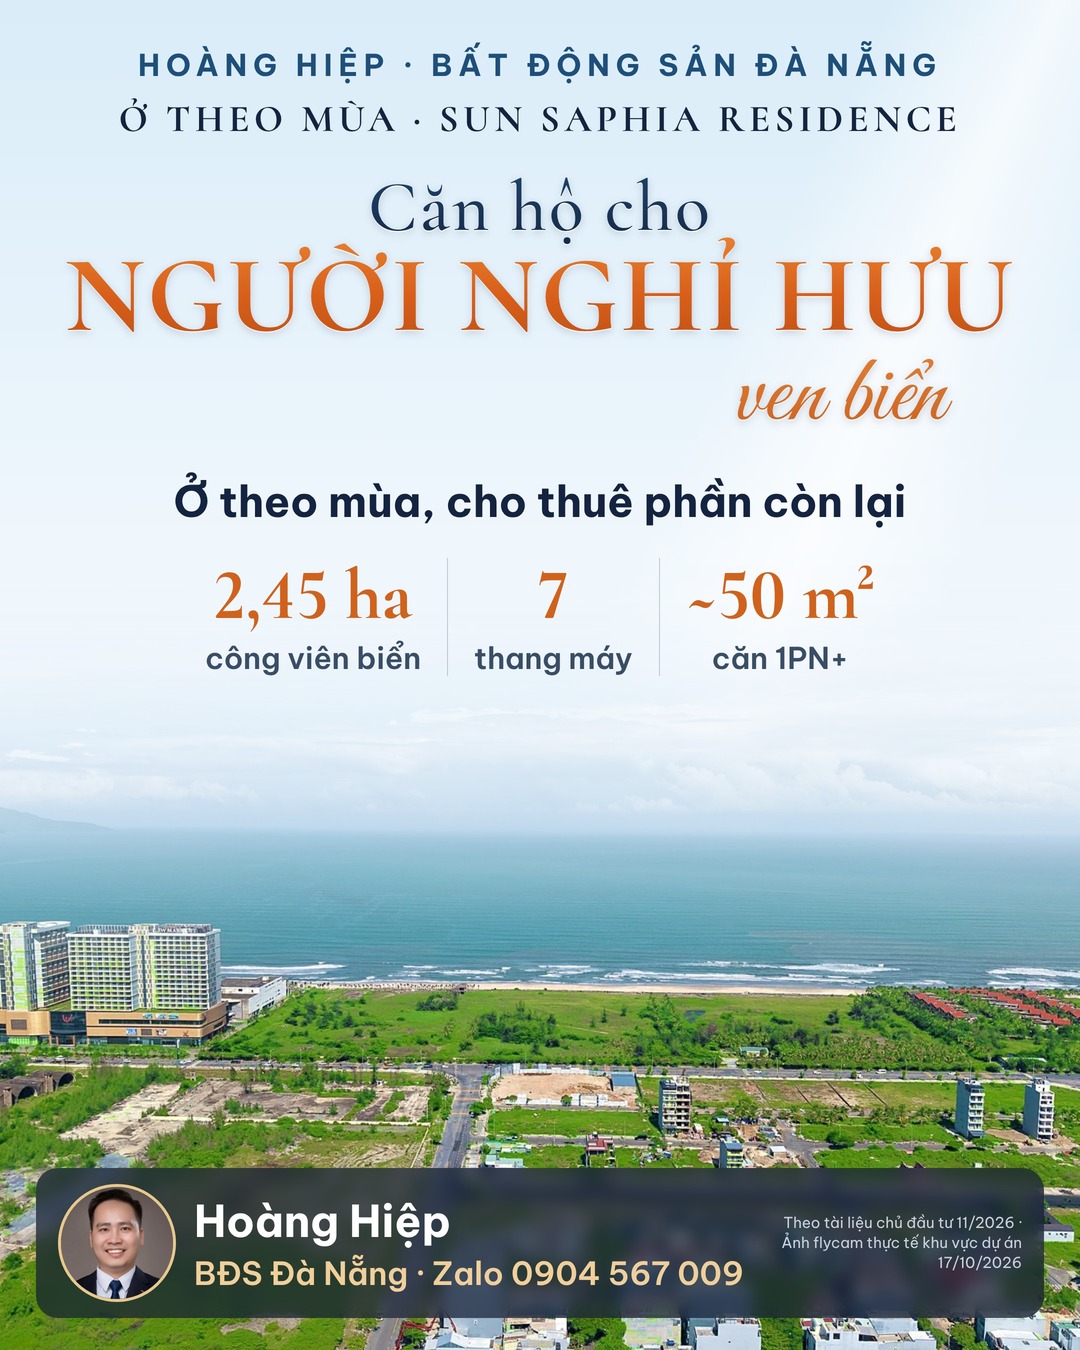 HOÀNG HIỆP · BẤT ĐỘNG SẢN ĐÀ NẴNG
Ở THEO MÙA · SUN SAPHIA RESIDENCE
Căn hộ cho
NGƯỜI NGHỈ HƯU
ven biển
Ở theo mùa, cho thuê phần còn lại
2,45 ha
công viên biển
7
thang máy
~50 m²
căn 1PN+
Hoàng Hiệp
BĐS Đà Nẵng · Zalo 0904 567 009
Theo tài liệu chủ đầu tư 11/2026 ·
Ảnh flycam thực tế khu vực dự án
17/10/2026